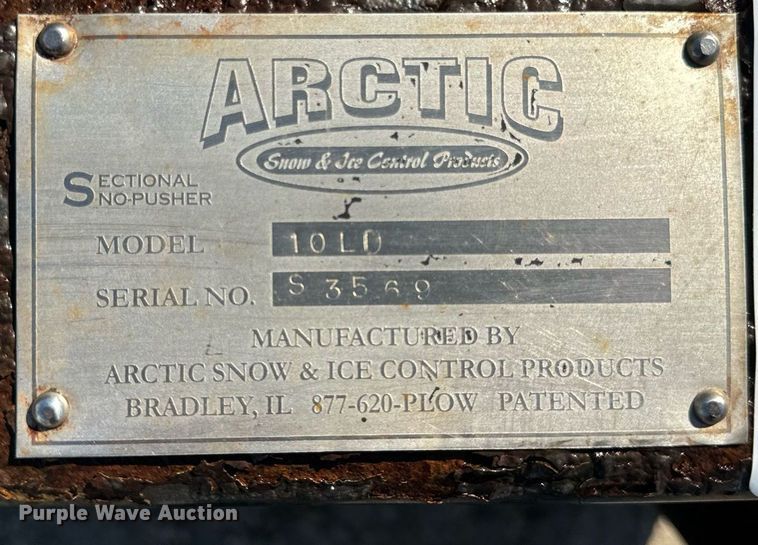 ARCTIC
Snow & Ice Control Products
SECTIONAL
SNO-PUSHER
MODEL 10LD
SERIAL NO. S 3569
MANUFACTURED BY
ARCTIC SNOW & ICE CONTROL PRODUCTS
BRADLEY, IL 877-620-PLOW PATENTED
Purple Wave Auction